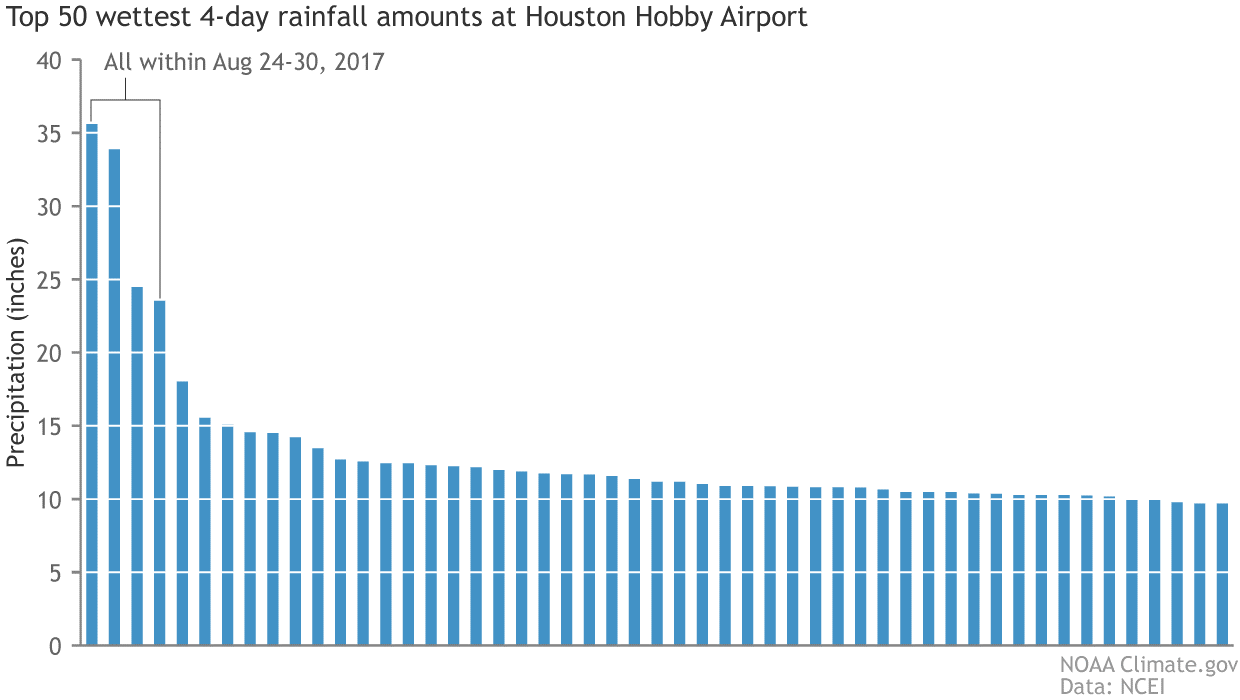 Top 50 wettest 4-day rainfall amounts at Houston Hobby Airport
All within Aug 24-30, 2017
40
35
30
25
20
15
10
5
0
Precipitation (inches)
NOAA Climate.gov
Data: NCEI